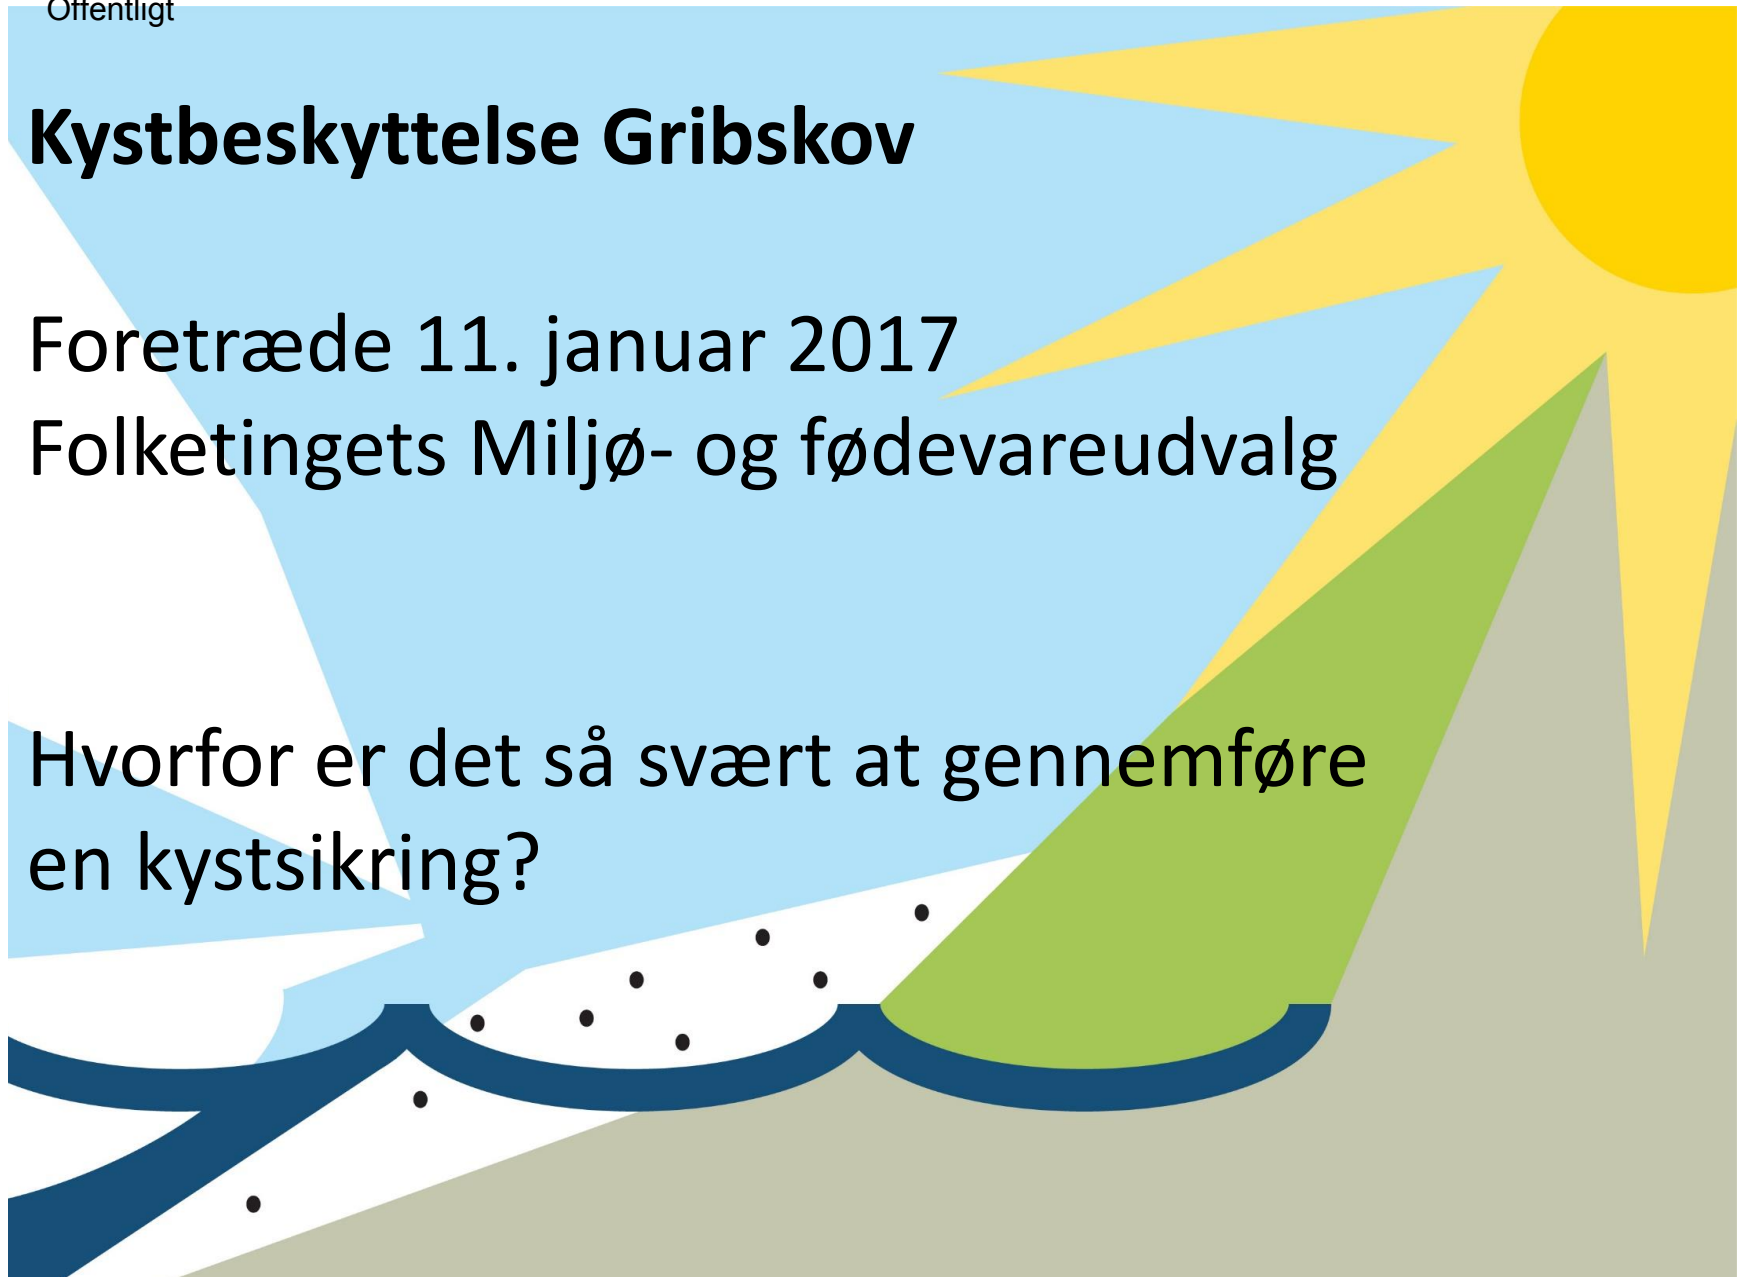 Offentligt
Kystbeskyttelse Gribskov
Foretræde 11. januar 2017
Folketingets Miljø- og fødevareudvalg
Hvorfor er det så svært at gennemføre
en kystsikring?